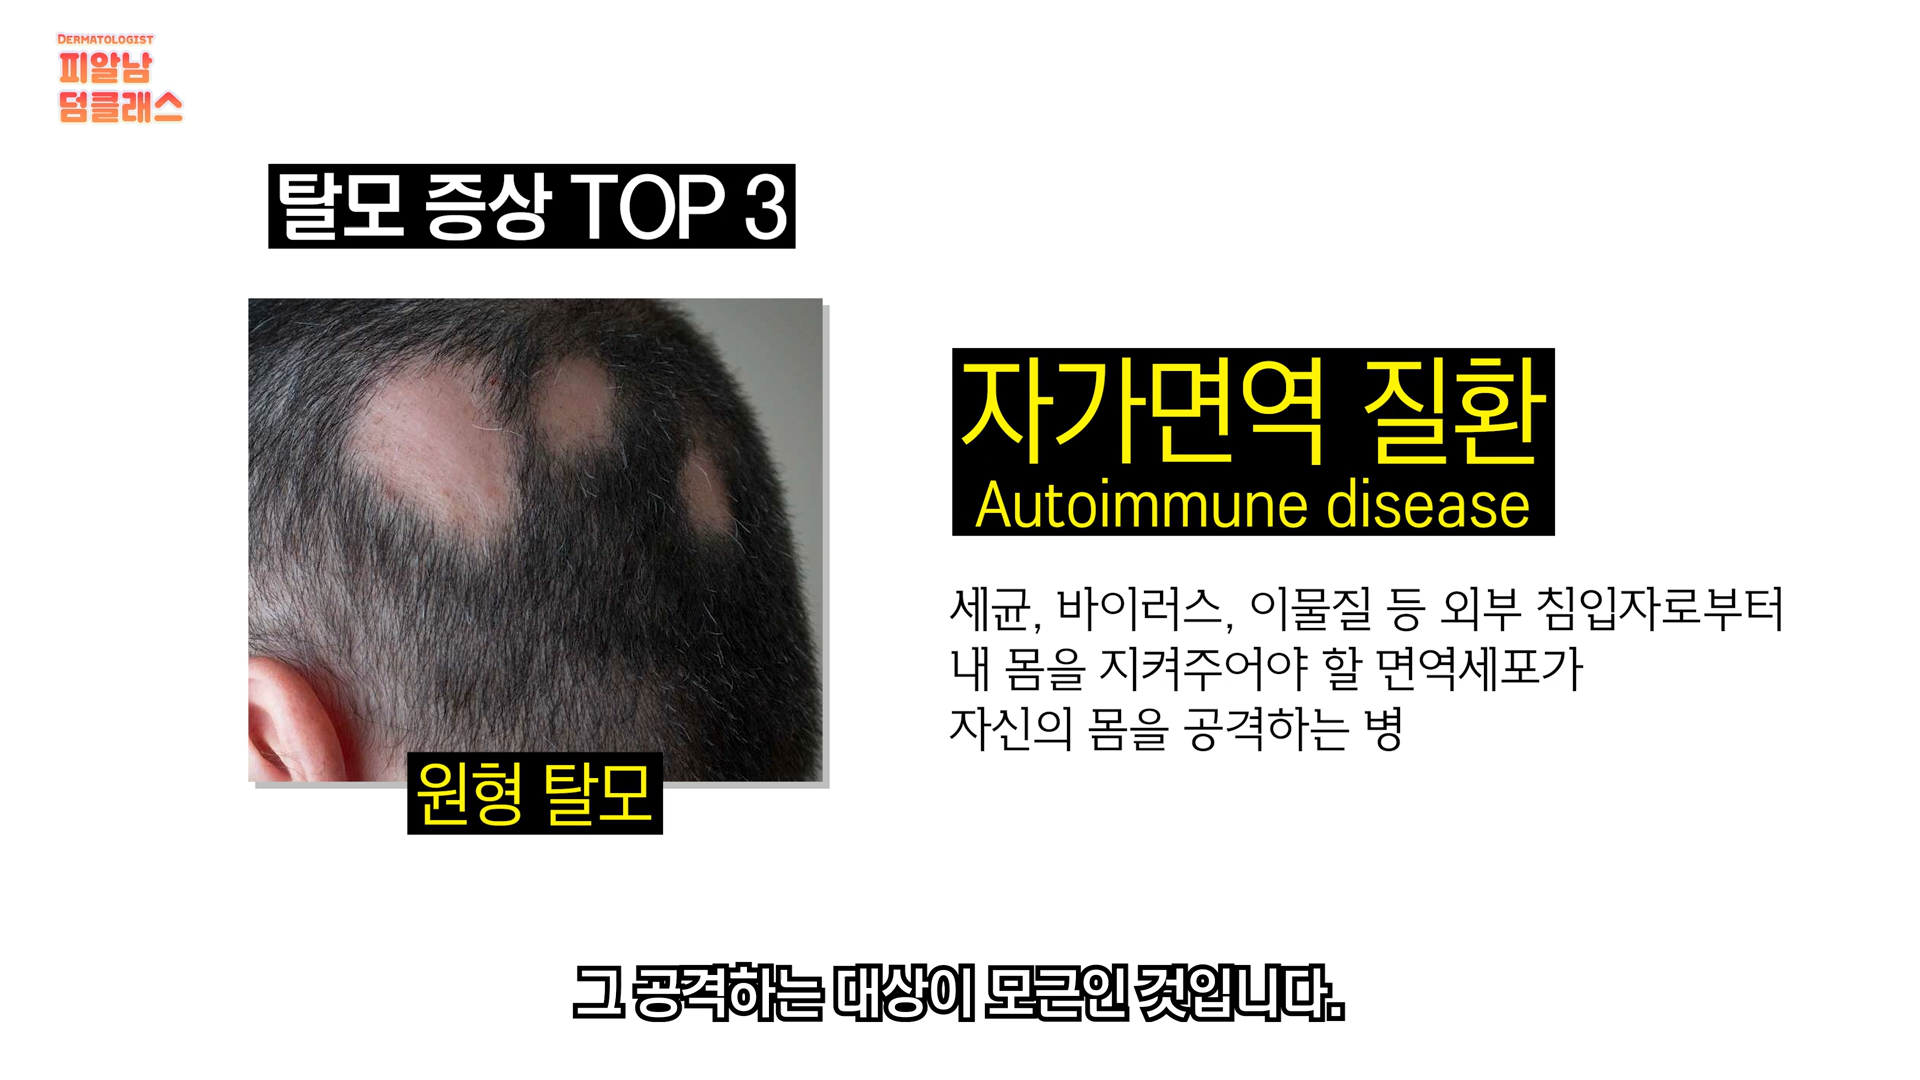 DERMATOLOGIST
피알남
덤클래스
탈모 증상 TOP 3
자가면역 질환
Autoimmune disease
세균, 바이러스, 이물질 등 외부 침입자로부터
내 몸을 지켜주어야 할 면역세포가
자신의 몸을 공격하는 병
원형 탈모
그 공격하는 대상이 모근인 것입니다.